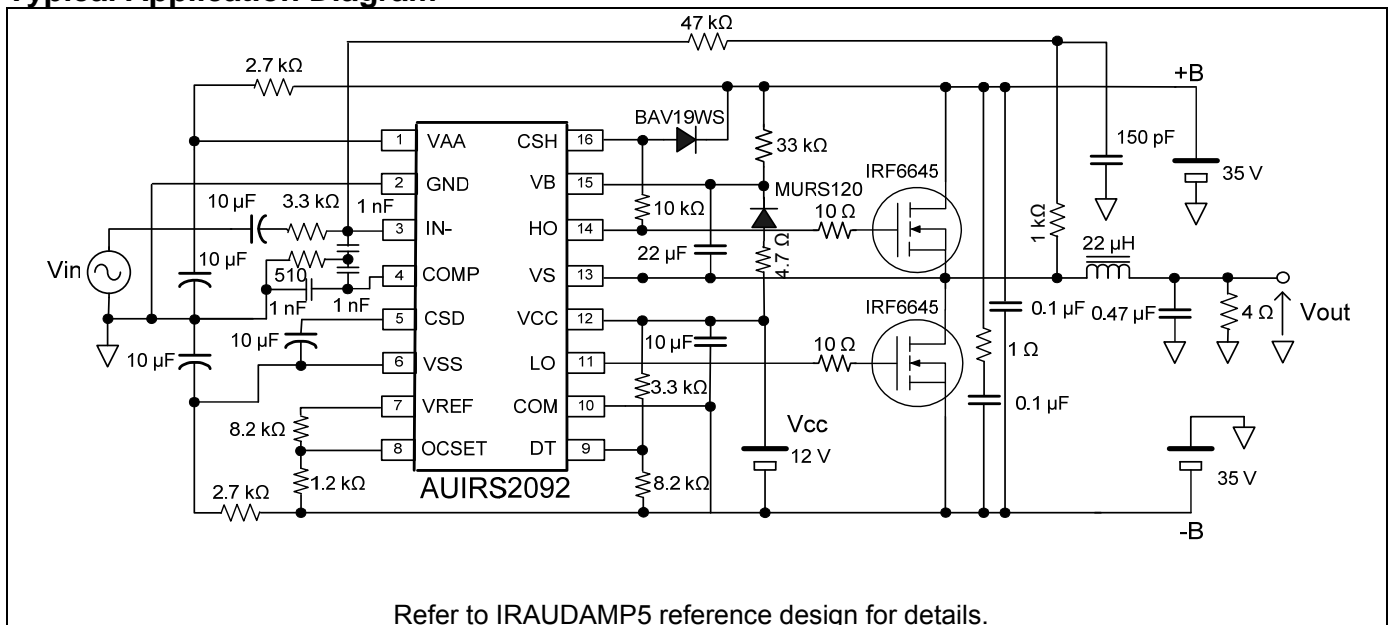 Typical Application Diagram
47 kΩ
2.7 kΩ
+B
BAV19WS
33 kΩ
150 pF
35 V
1 VAA CSH 16
2 GND VB 15
3 IN- HO 14
4 COMP VS 13
5 CSD VCC 12
6 VSS LO 11
7 VREF COM 10
8 OCSET DT 9
AUIRS2092
MURS120
IRF6645
10 µF
3.3 kΩ
1 nF
10 kΩ
10 Ω
1 kΩ
22 µH
Vin
10 µF
510
22 µF
4.7 Ω
1 nF
1 nF
IRF6645
0.1 µF
0.47 µF
4 Ω
Vout
10 µF
10 µF
10 µF
10 Ω
1 Ω
3.3 kΩ
0.1 µF
8.2 kΩ
Vcc
12 V
1.2 kΩ
8.2 kΩ
35 V
2.7 kΩ
-B
Refer to IRAUDAMP5 reference design for details.